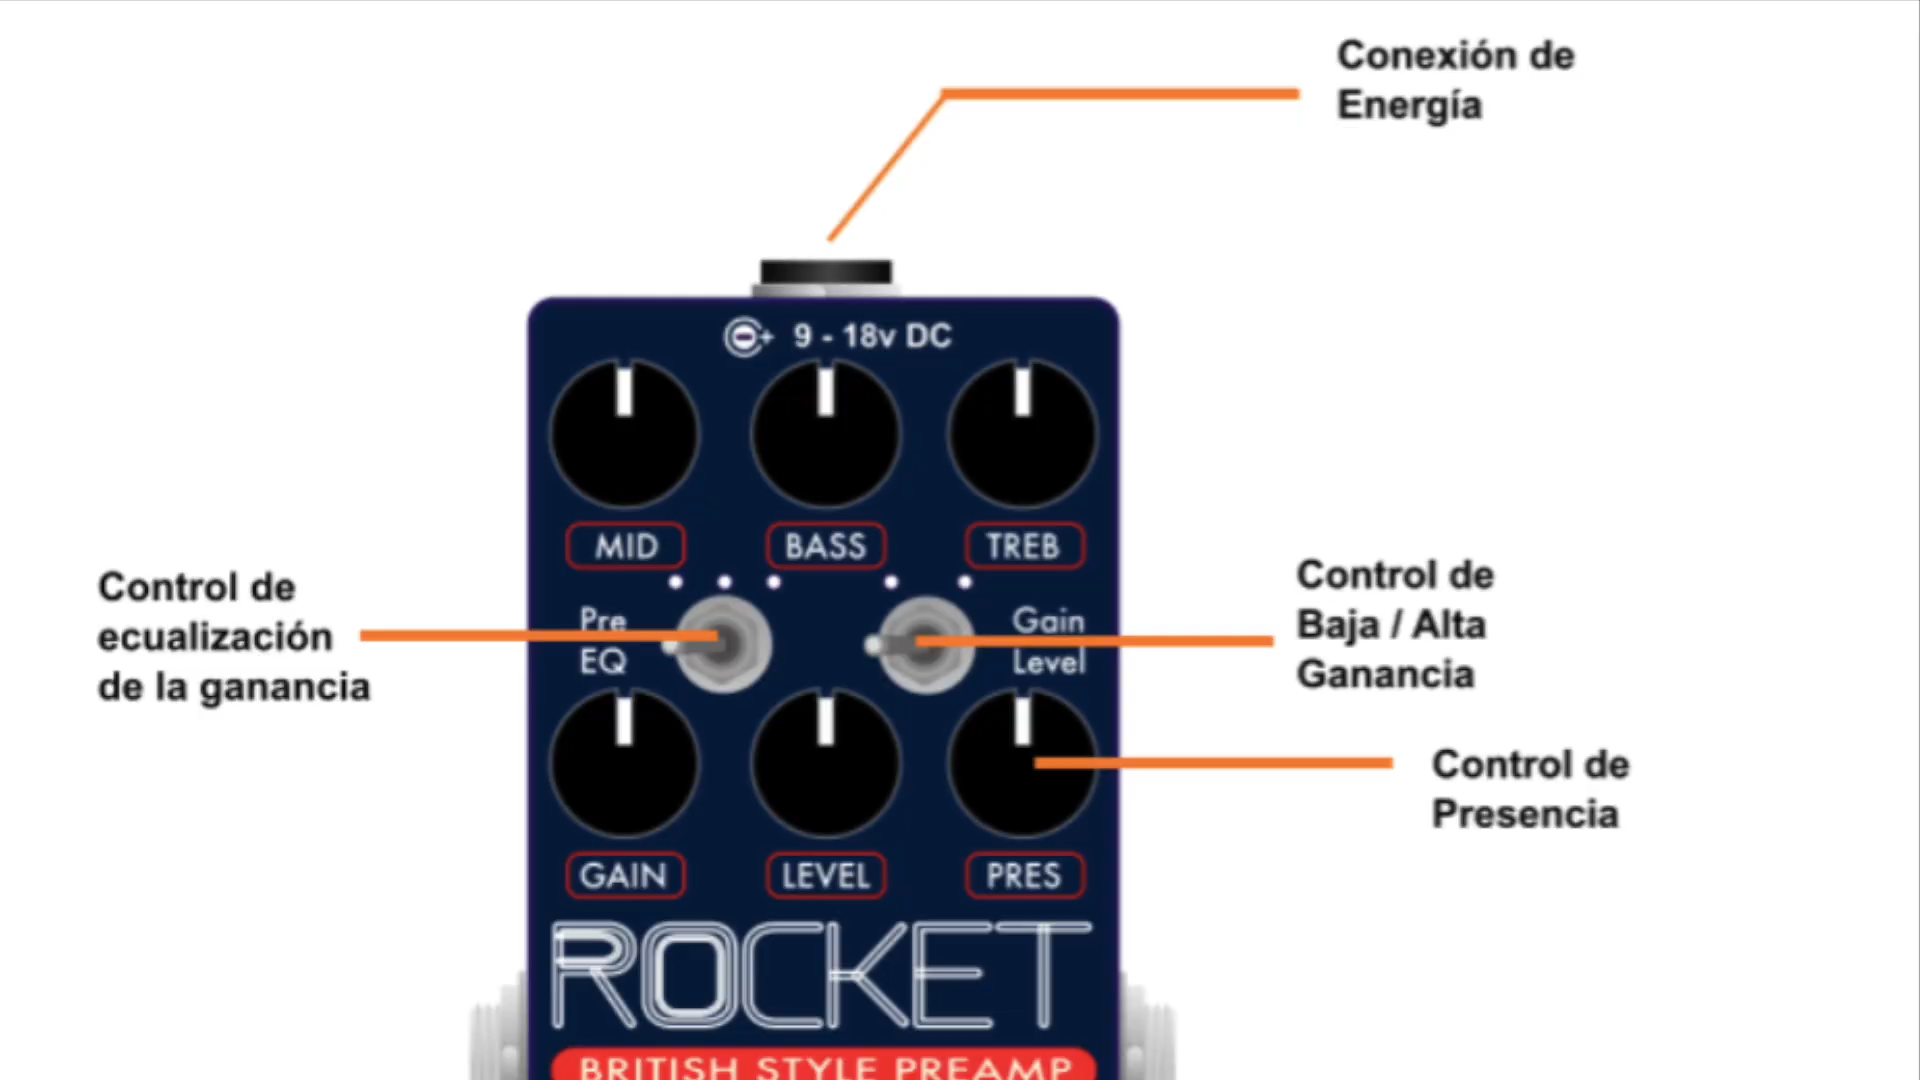 Conexión de
Energía
9 - 18v DC
MID BASS TREB
Control de
ecualización
de la ganancia
Pre
EQ
Gain
Level
Control de
Baja / Alta
Ganancia
Control de
Presencia
GAIN LEVEL PRES
ROCKET
BRITISH STYLE PREAMP